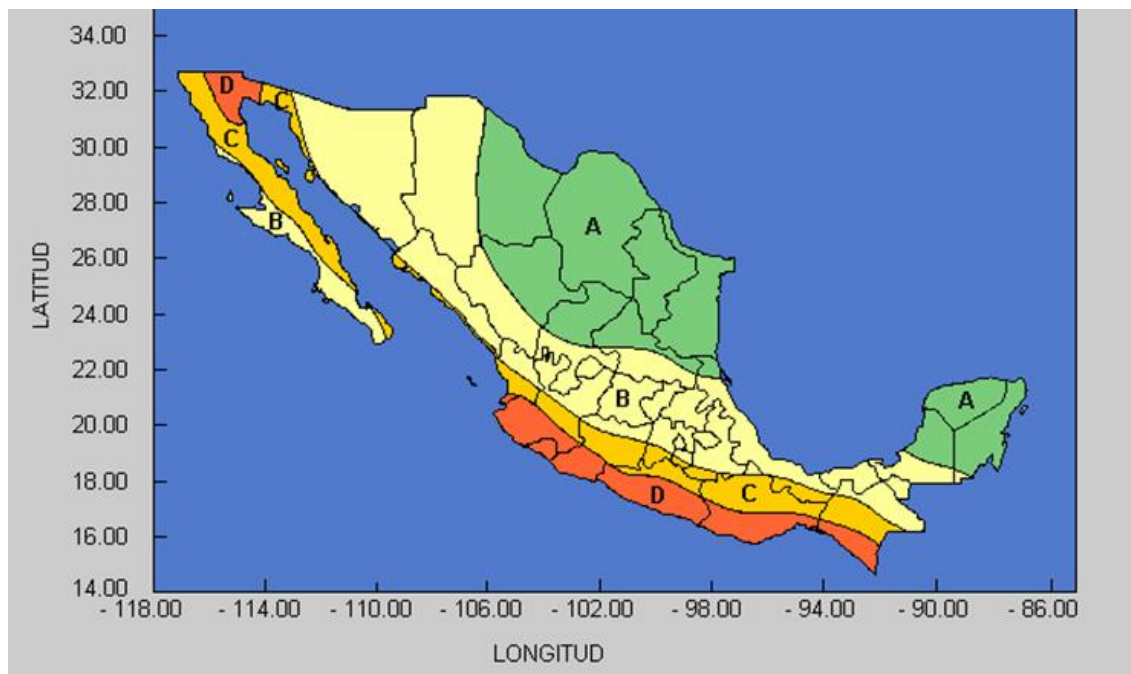 34.00
32.00
30.00
28.00
26.00
24.00
22.00
20.00
18.00
16.00
14.00
LATITUD
D
C
C
B
A
B
A
D
C
- 118.00 - 114.00 - 110.00 - 106.00 - 102.00 - 98.00 - 94.00 - 90.00 - 86.00
LONGITUD